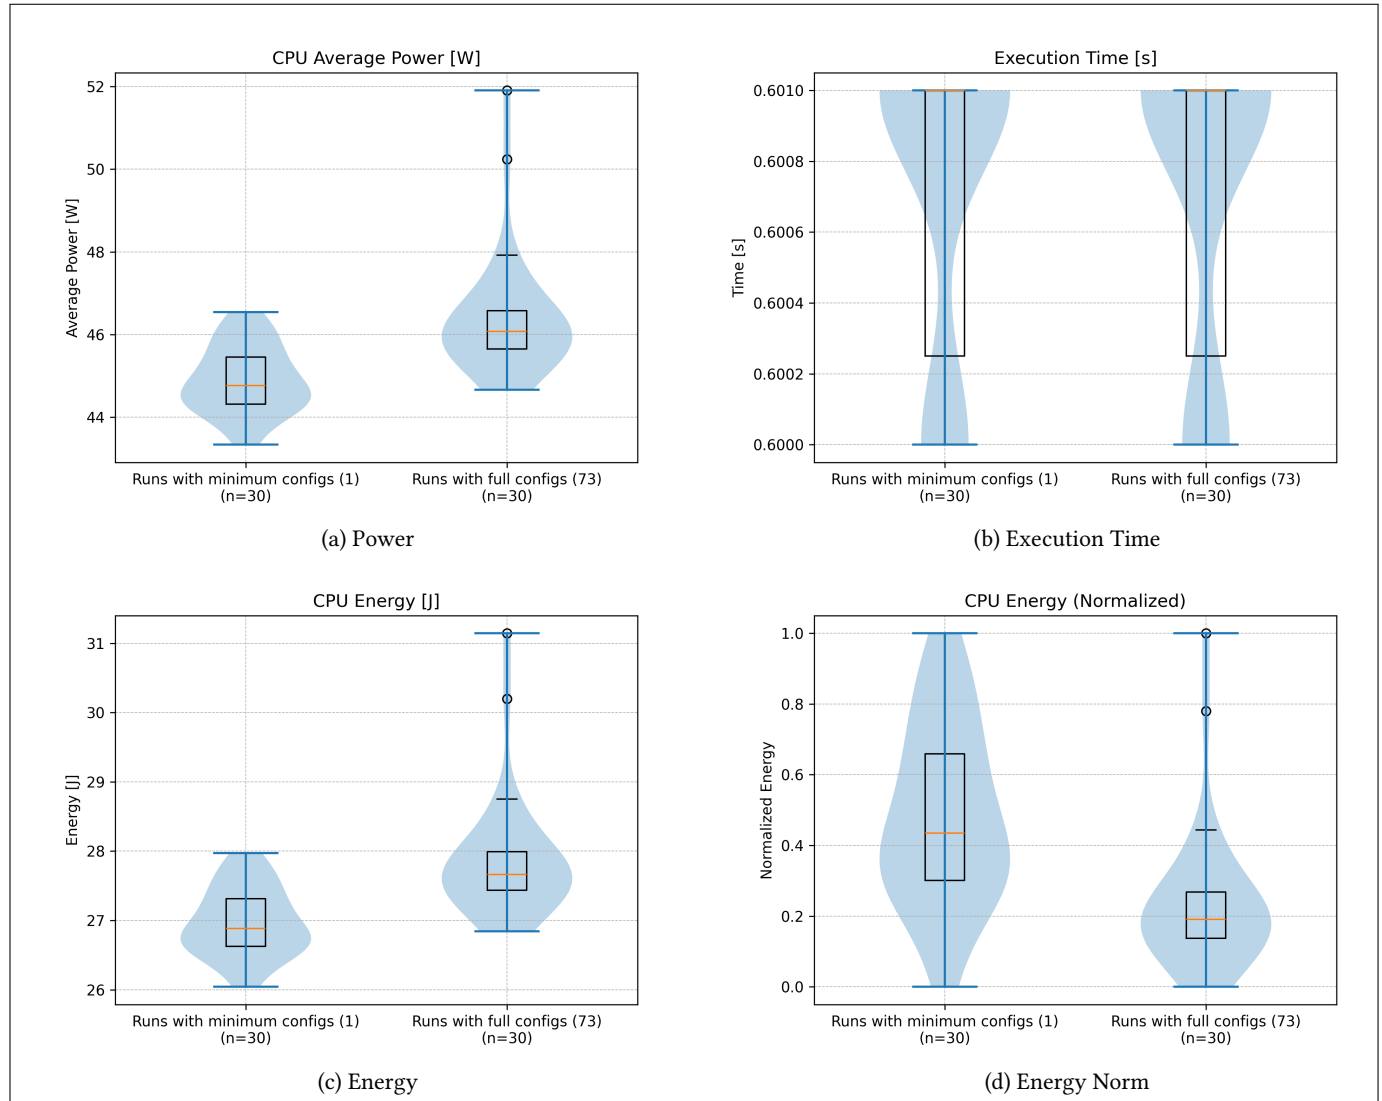 CPU Average Power [W]
Average Power [W]
52
50
48
46
44
Runs with minimum configs (1)
(n=30)
Runs with full configs (73)
(n=30)
(a) Power
Execution Time [s]
Time [s]
0.6010
0.6008
0.6006
0.6004
0.6002
0.6000
Runs with minimum configs (1)
(n=30)
Runs with full configs (73)
(n=30)
(b) Execution Time
CPU Energy [J]
Energy [J]
31
30
29
28
27
26
Runs with minimum configs (1)
(n=30)
Runs with full configs (73)
(n=30)
(c) Energy
CPU Energy (Normalized)
Normalized Energy
1.0
0.8
0.6
0.4
0.2
0.0
Runs with minimum configs (1)
(n=30)
Runs with full configs (73)
(n=30)
(d) Energy Norm